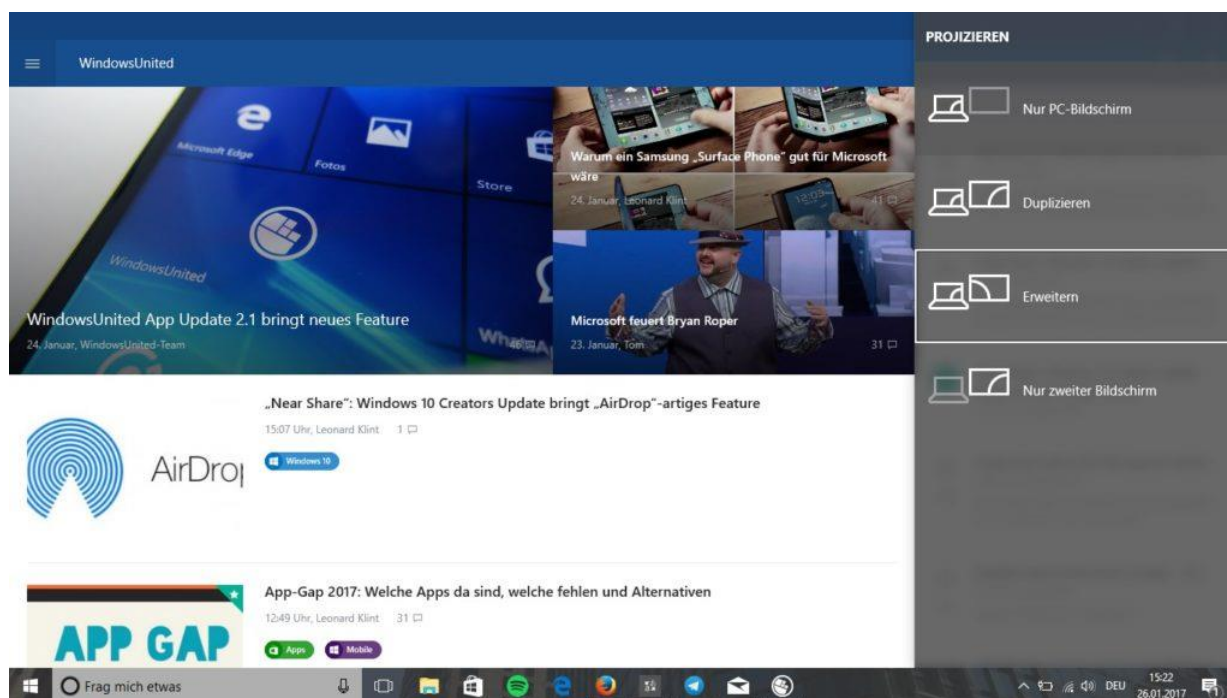 WindowsUnited
Microsoft Edge
Fotos
Store
WindowsUnited
WindowsUnited App Update 2.1 bringt neues Feature
24. Januar, WindowsUnited-Team
46
Warum ein Samsung „Surface Phone“ gut für Microsoft
wäre
24. Januar, Leonard Klint 41
Microsoft feuert Bryan Roper
23. Januar, Tom 31
„Near Share“: Windows 10 Creators Update bringt „AirDrop“-artiges Feature
15:07 Uhr, Leonard Klint 1
Windows 10
AirDrop
App-Gap 2017: Welche Apps da sind, welche fehlen und Alternativen
12:49 Uhr, Leonard Klint 31
Apps Mobile
APP GAP
PROJIZIEREN
Nur PC-Bildschirm
Duplizieren
Erweitern
Nur zweiter Bildschirm
Frag mich etwas
DEU
15:22
26.01.2017